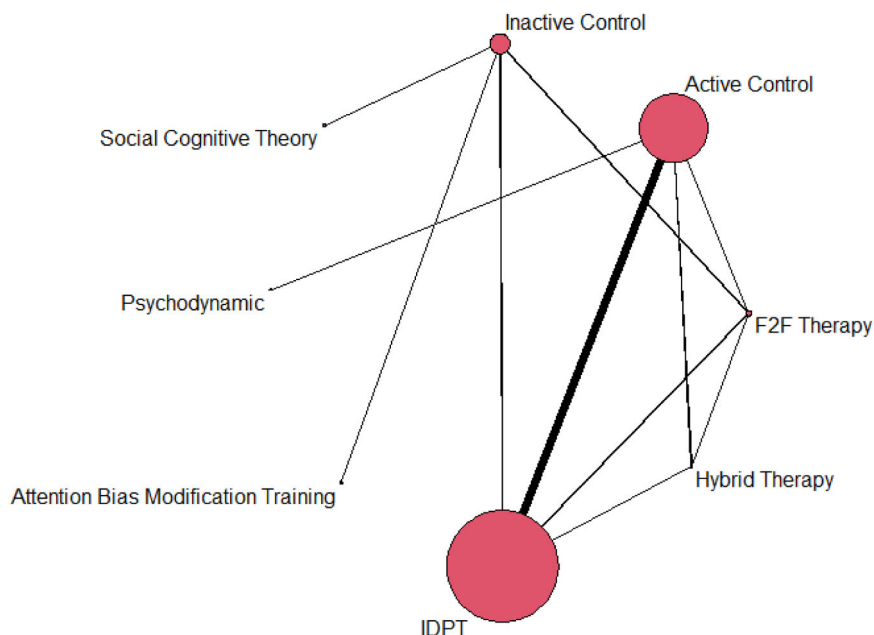 Inactive Control
Active Control
Social Cognitive Theory
Psychodynamic
F2F Therapy
Hybrid Therapy
Attention Bias Modification Training
IDPT